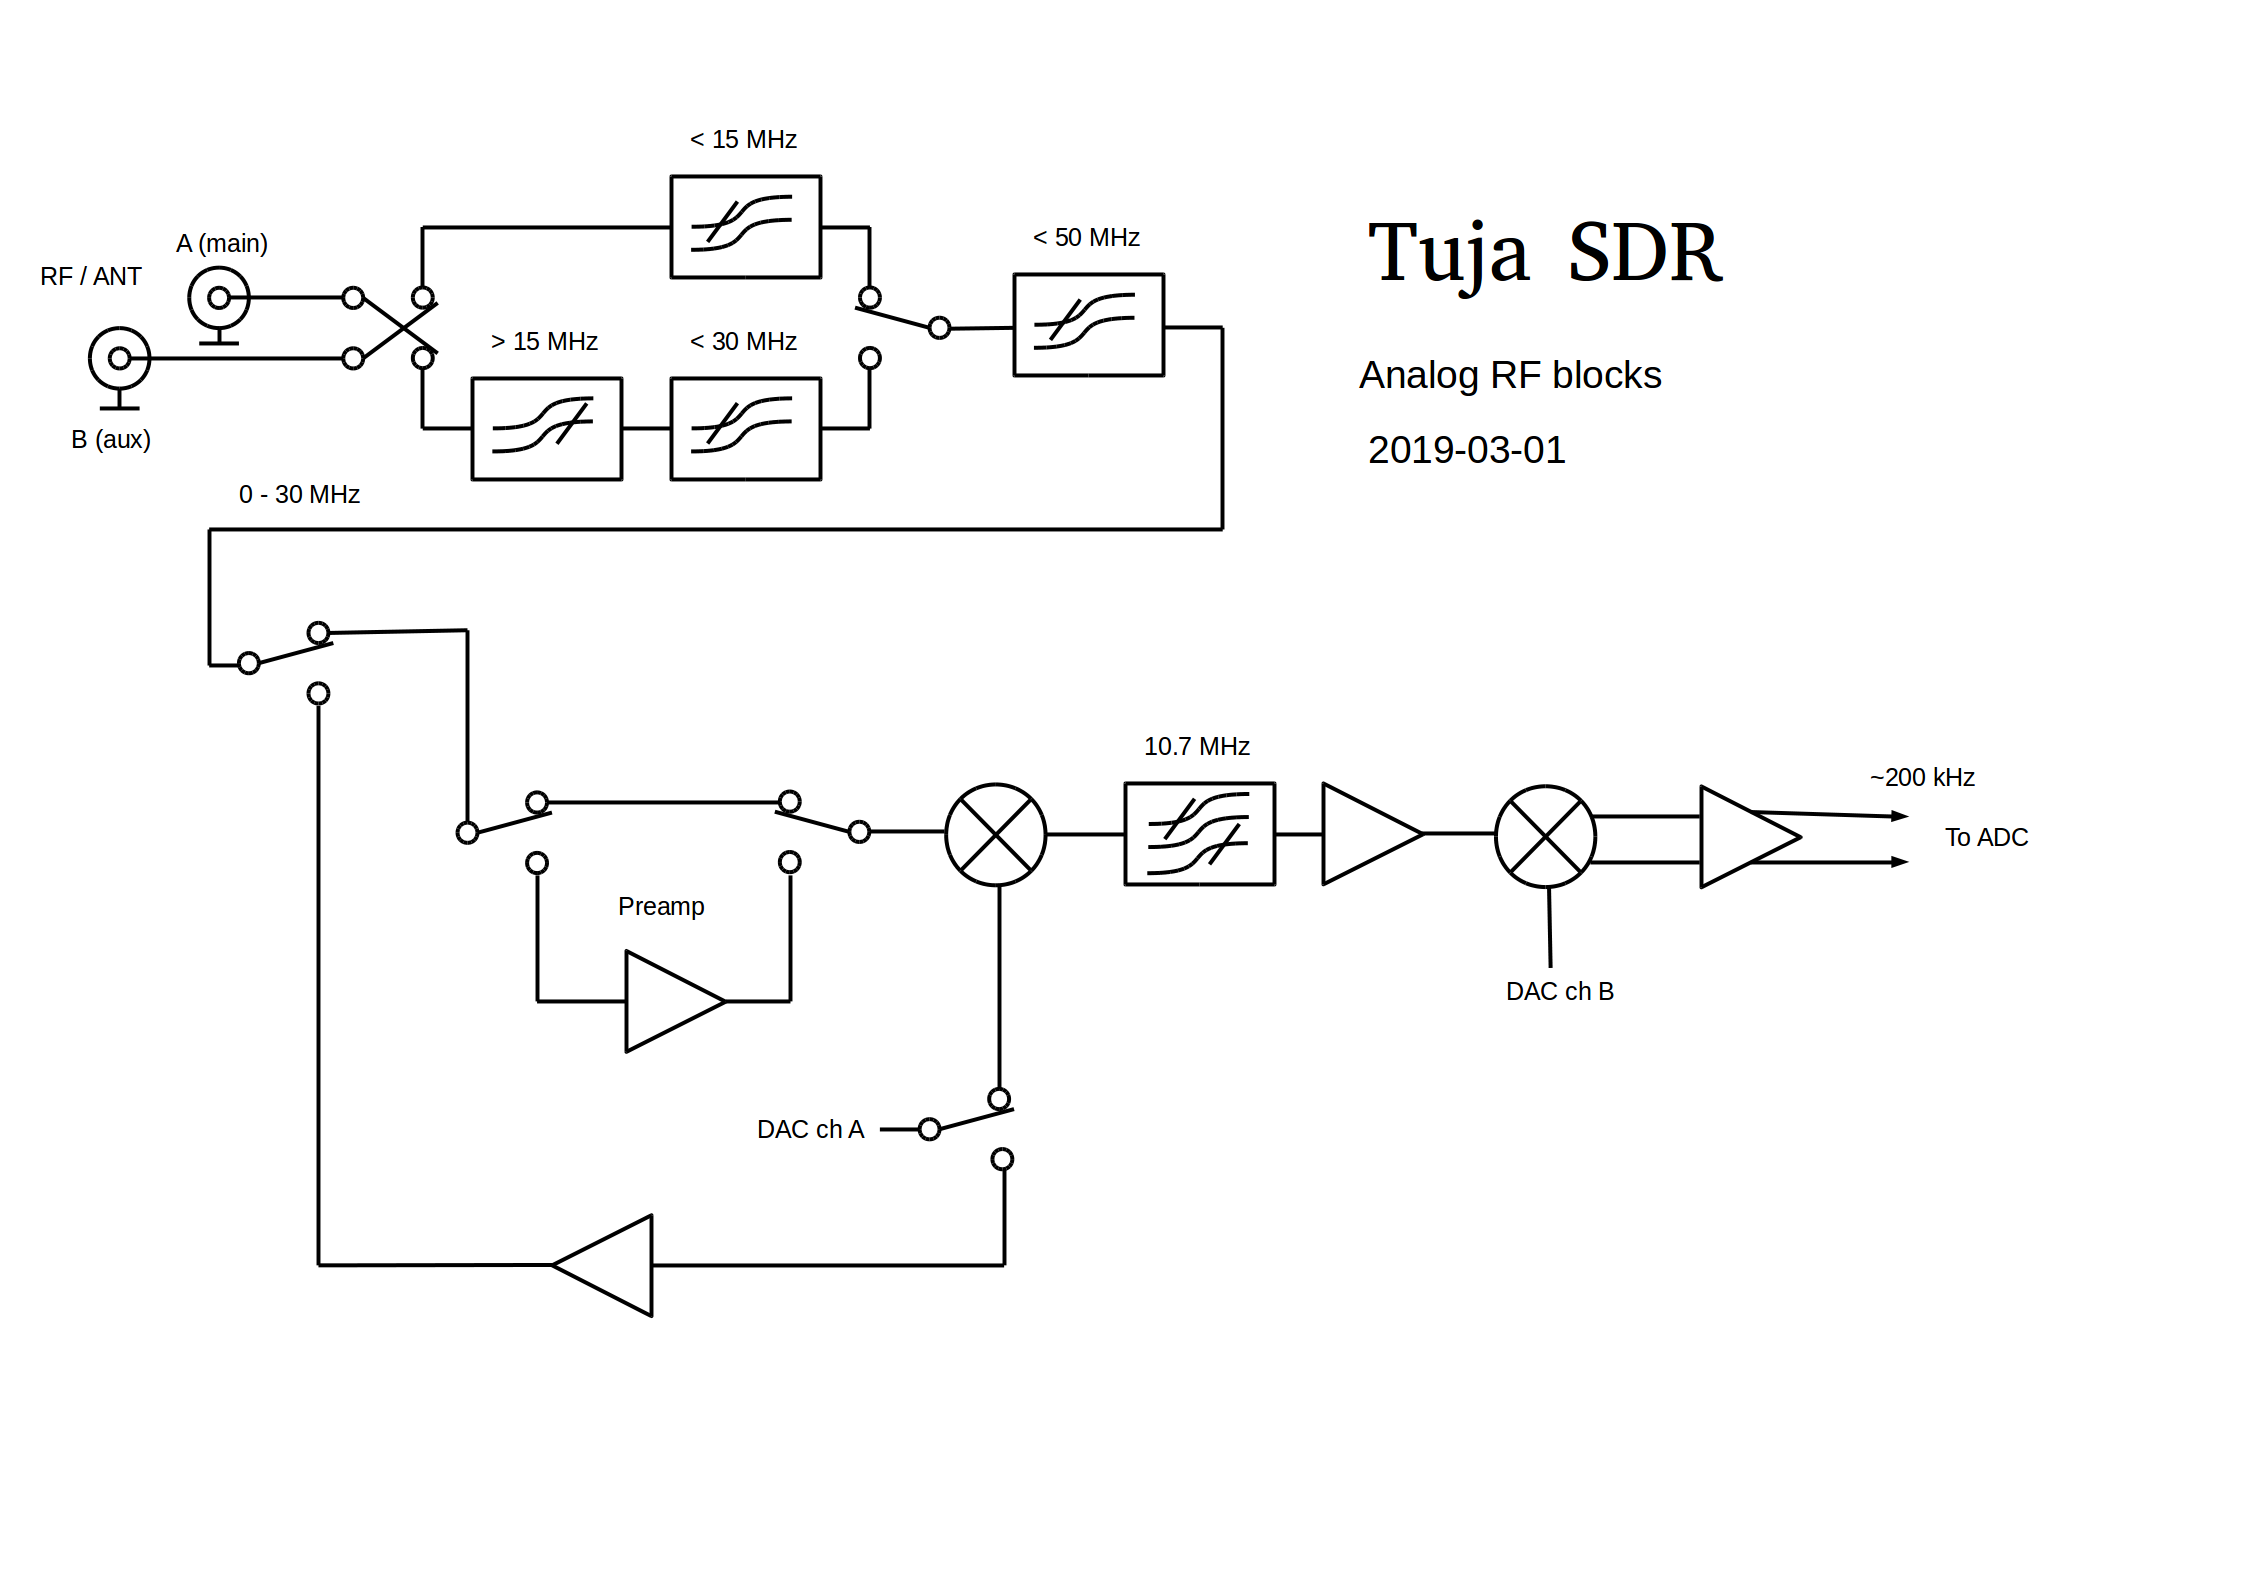 < 15 MHz
A (main)
RF / ANT
< 50 MHz
Tuja SDR
> 15 MHz
< 30 MHz
Analog RF blocks
B (aux)
2019-03-01
0 - 30 MHz
10.7 MHz
~200 kHz
To ADC
Preamp
DAC ch B
DAC ch A